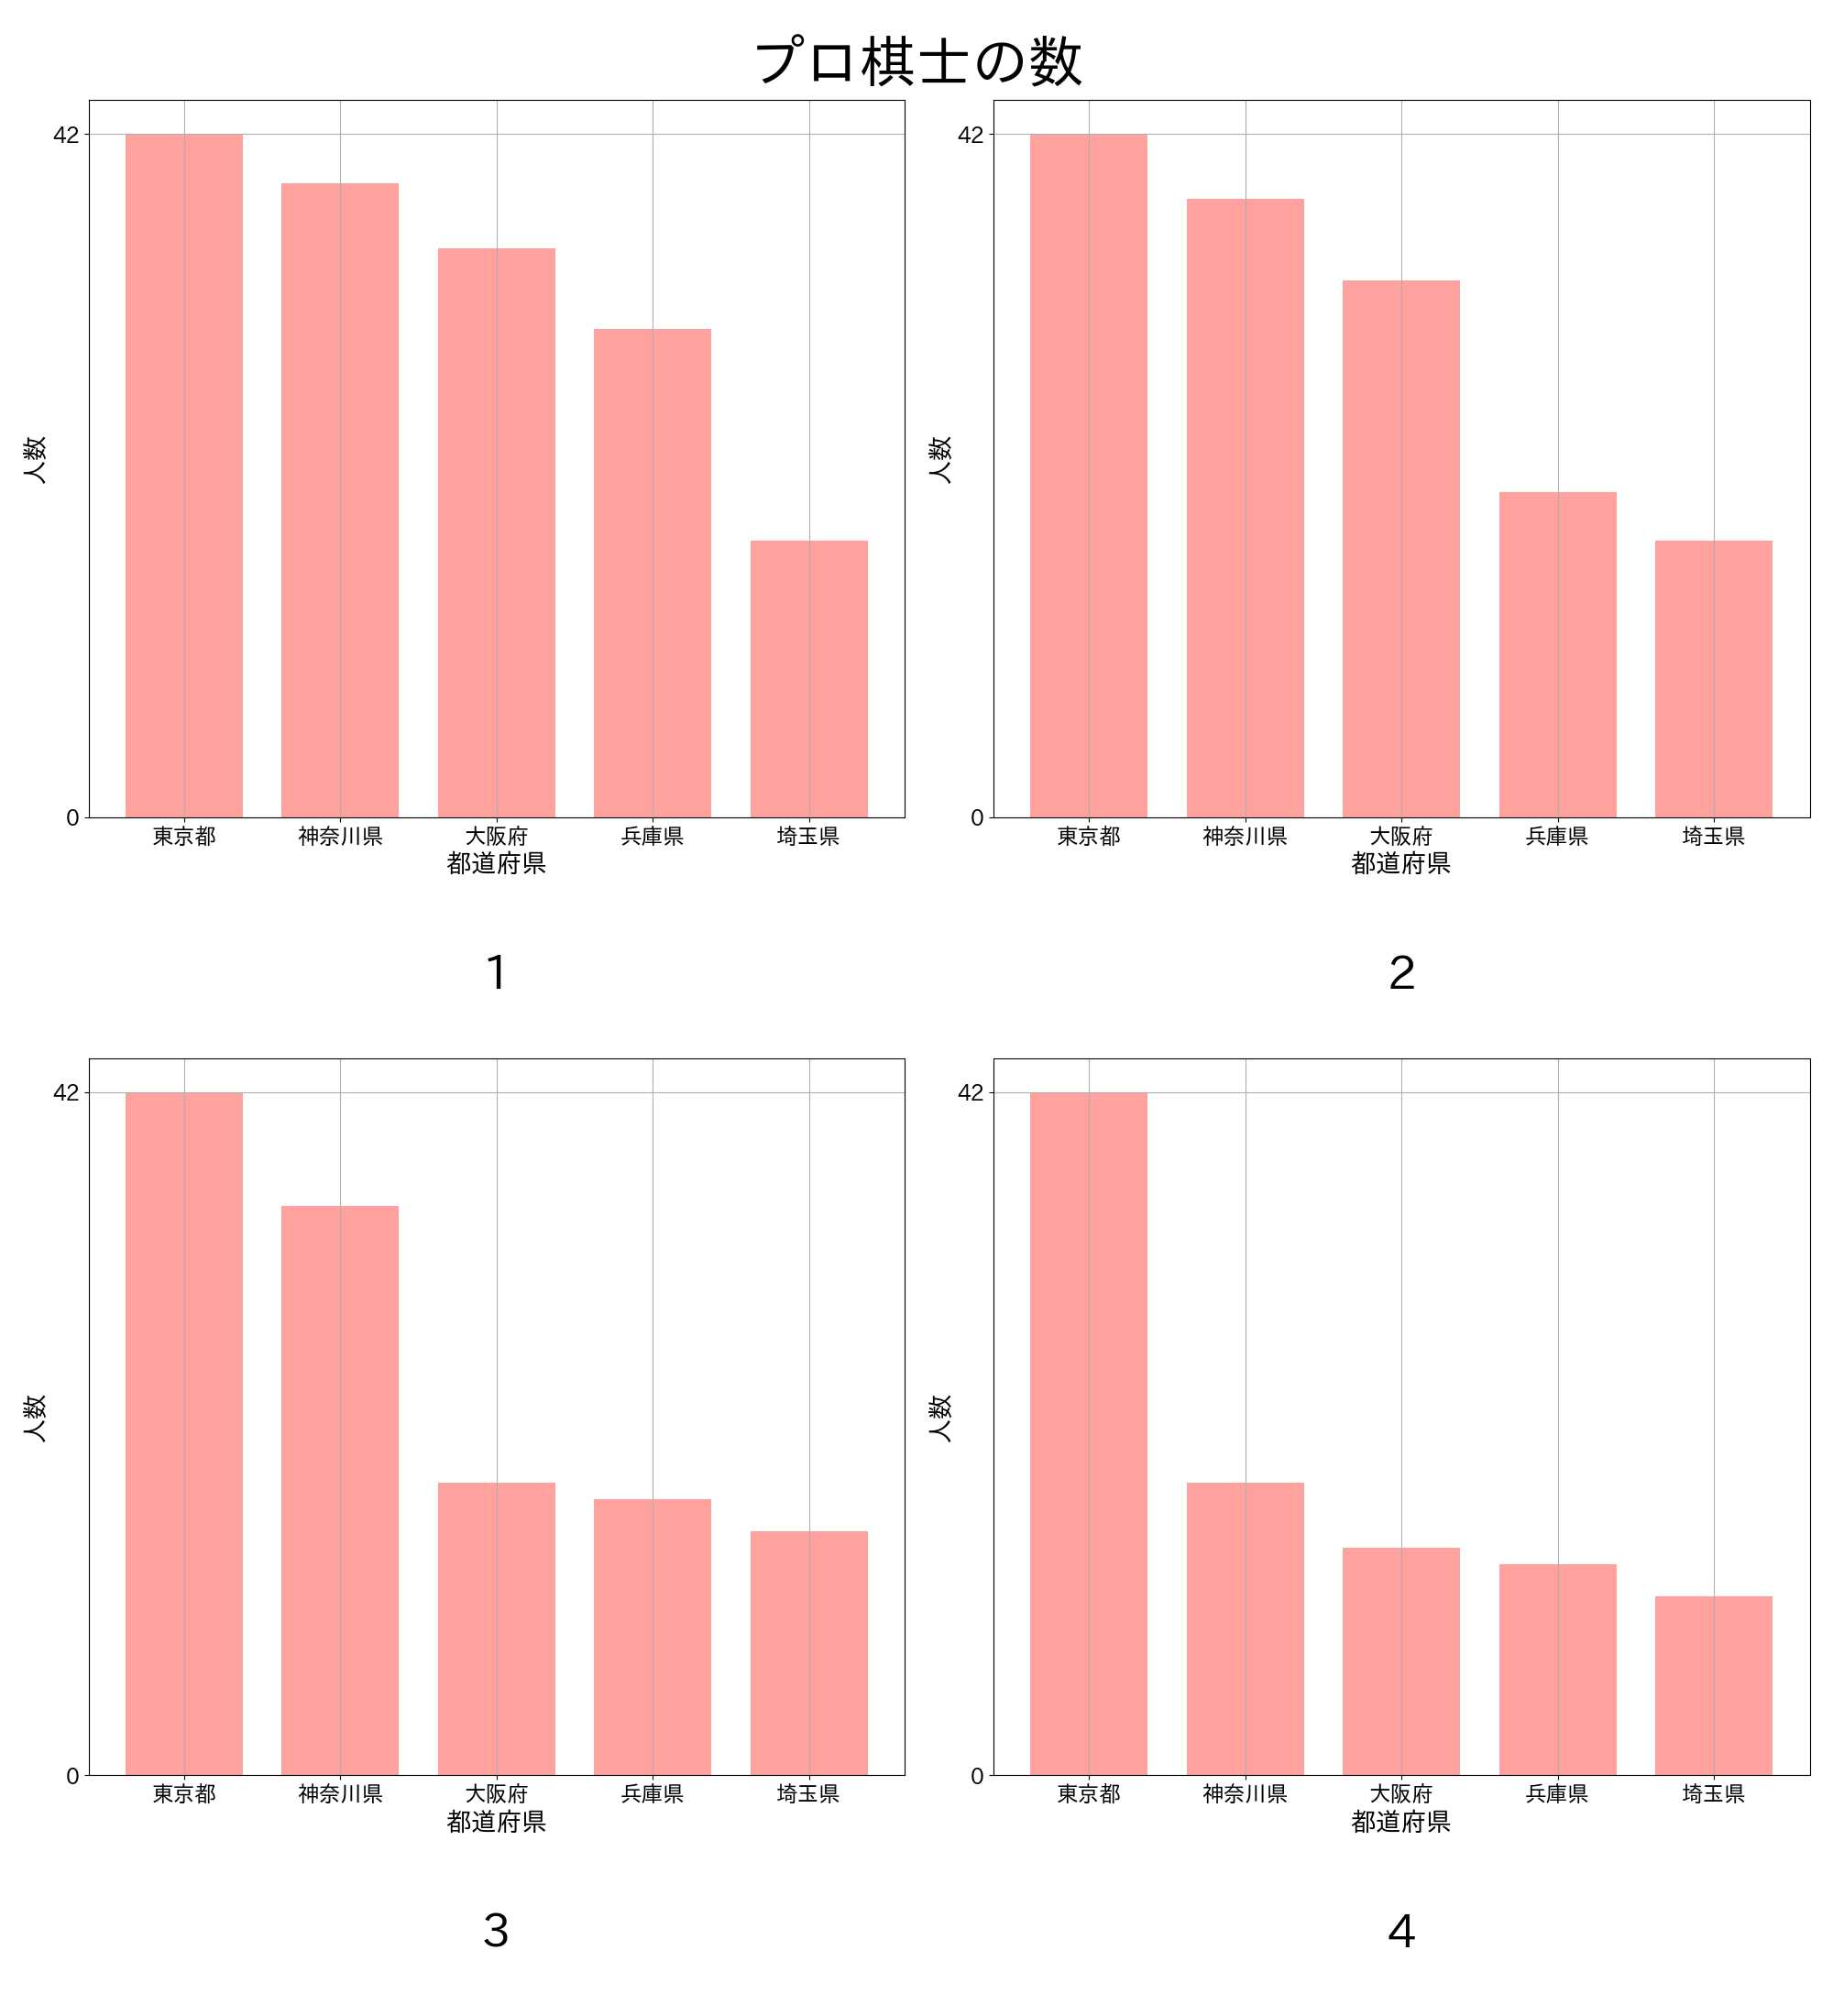 プロ棋士の数
42
0
人数
東京都 神奈川県 大阪府 兵庫県 埼玉県
都道府県
1
42
0
人数
東京都 神奈川県 大阪府 兵庫県 埼玉県
都道府県
2
42
0
人数
東京都 神奈川県 大阪府 兵庫県 埼玉県
都道府県
3
42
0
人数
東京都 神奈川県 大阪府 兵庫県 埼玉県
都道府県
4